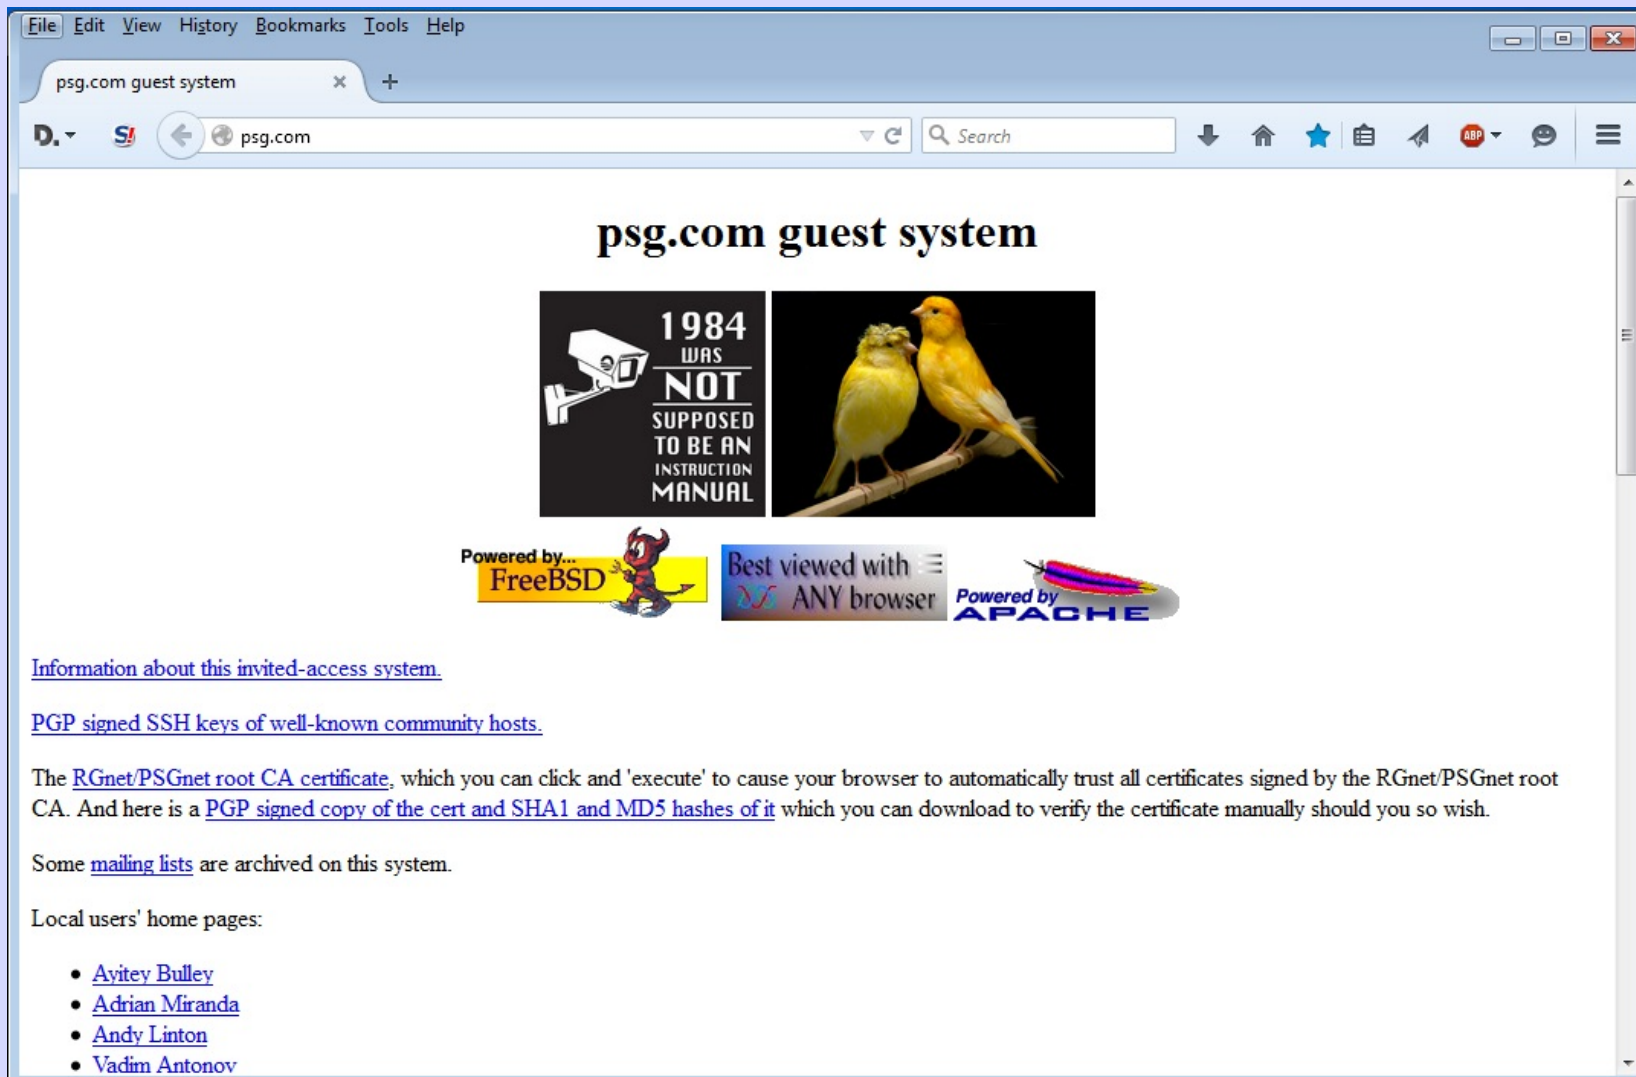 File Edit View History Bookmarks Tools Help
psg.com guest system
D.
S!
psg.com
Search
ABP
psg.com guest system
1984
WAS
NOT
SUPPOSED
TO BE AN
INSTRUCTION
MANUAL
Powered by...
FreeBSD
Best viewed with
ANY browser
Powered by
APACHE
Information about this invited-access system.
PGP signed SSH keys of well-known community hosts.
The RGnet/PSGnet root CA certificate, which you can click and 'execute' to cause your browser to automatically trust all certificates signed by the RGnet/PSGnet root
CA. And here is a PGP signed copy of the cert and SHA1 and MD5 hashes of it which you can download to verify the certificate manually should you so wish.
Some mailing lists are archived on this system.
Local users' home pages:
Ayitey Bulley
Adrian Miranda
Andy Linton
Vadim Antonov